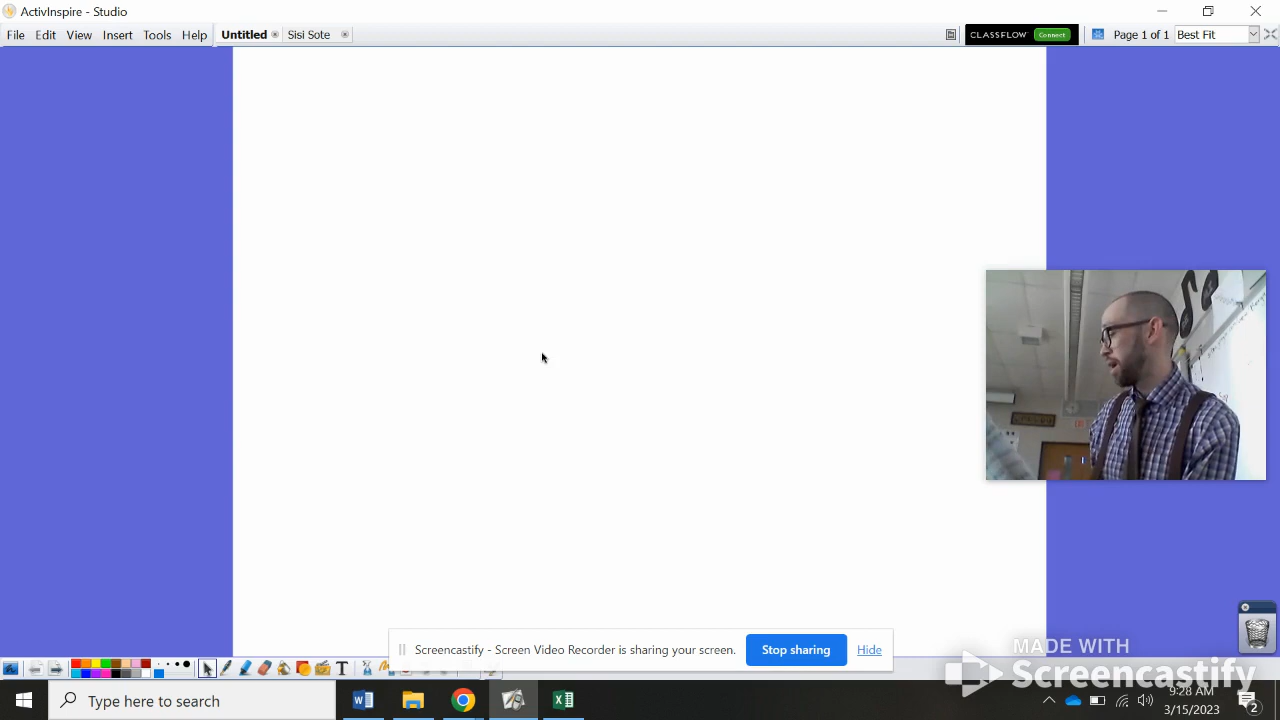 ActivInspire - Studio
File Edit View Insert Tools Help Untitled Sisi Sote CLASSFLOW Connect Page 1 of 1 Best Fit
Screencastify - Screen Video Recorder is sharing your screen. Stop sharing Hide
MADE WITH
Screencastify
Type here to search
9:28 AM
3/15/2023
2